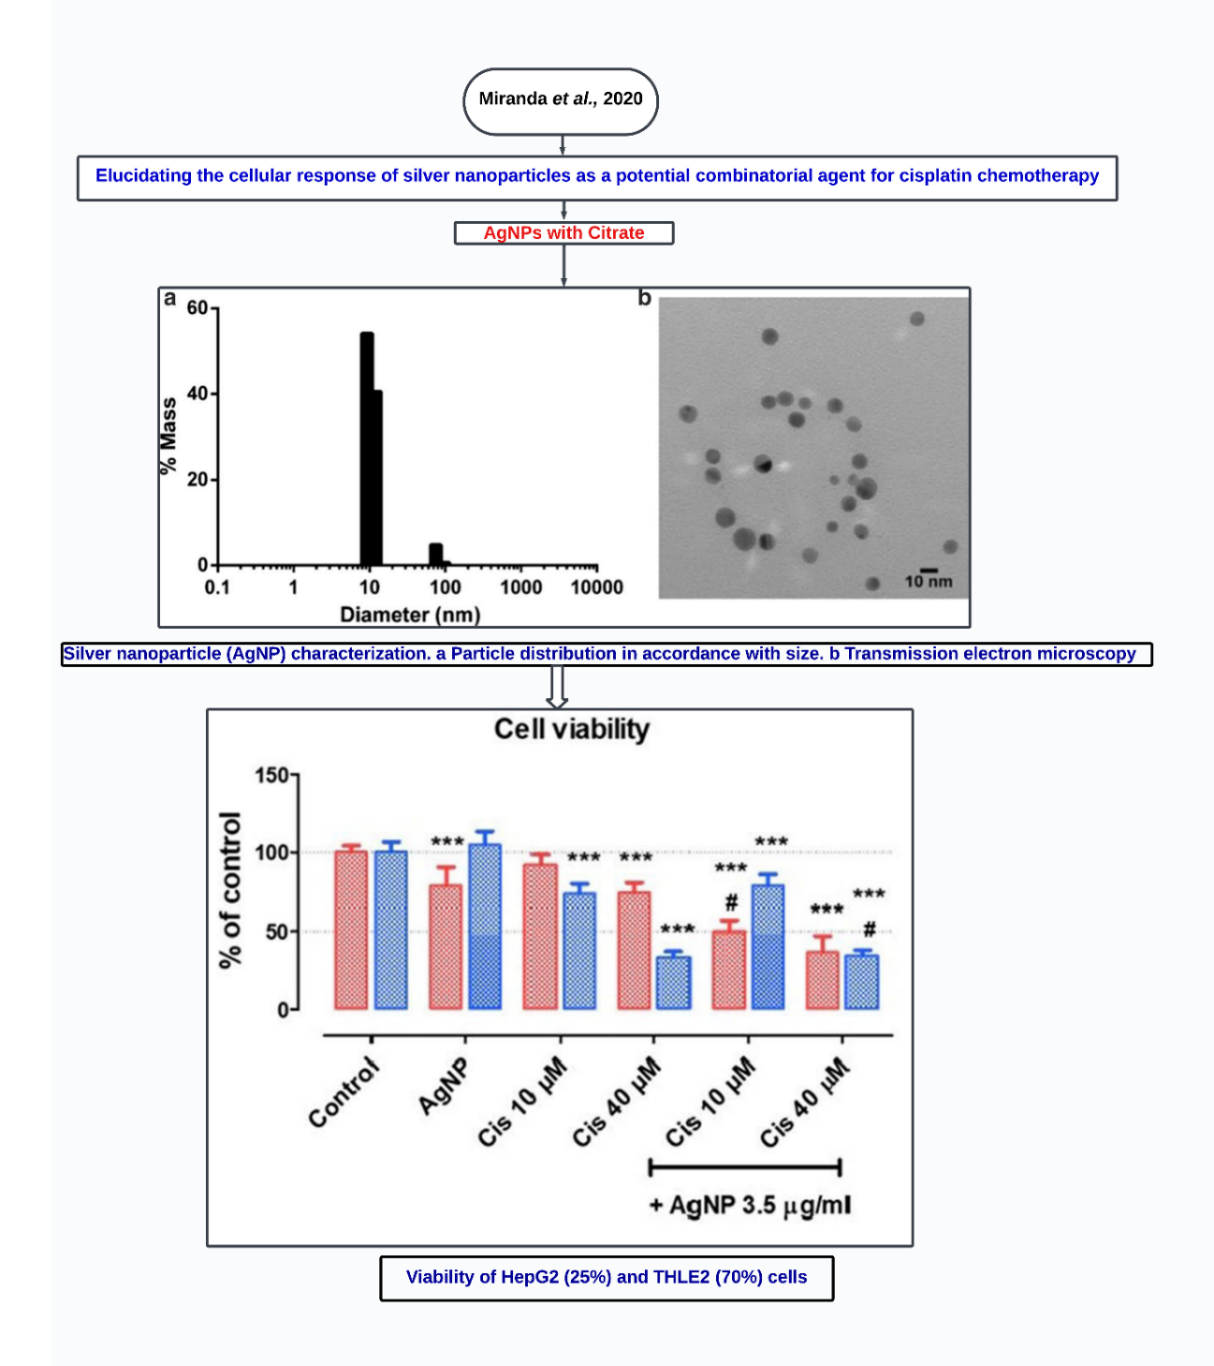 Miranda et al., 2020
Elucidating the cellular response of silver nanoparticles as a potential combinatorial agent for cisplatin chemotherapy
AgNPs with Citrate
a
60
40
20
0
% Mass
0.1 1 10 100 1000 10000
Diameter (nm)
b
10 nm
Silver nanoparticle (AgNP) characterization. a Particle distribution in accordance with size. b Transmission electron microscopy
Cell viability
150
100
50
0
% of control
*** *** *** *** *** *** *** ***
# #
Control
AgNP
Cis 10 µM
Cis 40 µM
Cis 10 µM
Cis 40 µM
+ AgNP 3.5 µg/ml
Viability of HepG2 (25%) and THLE2 (70%) cells